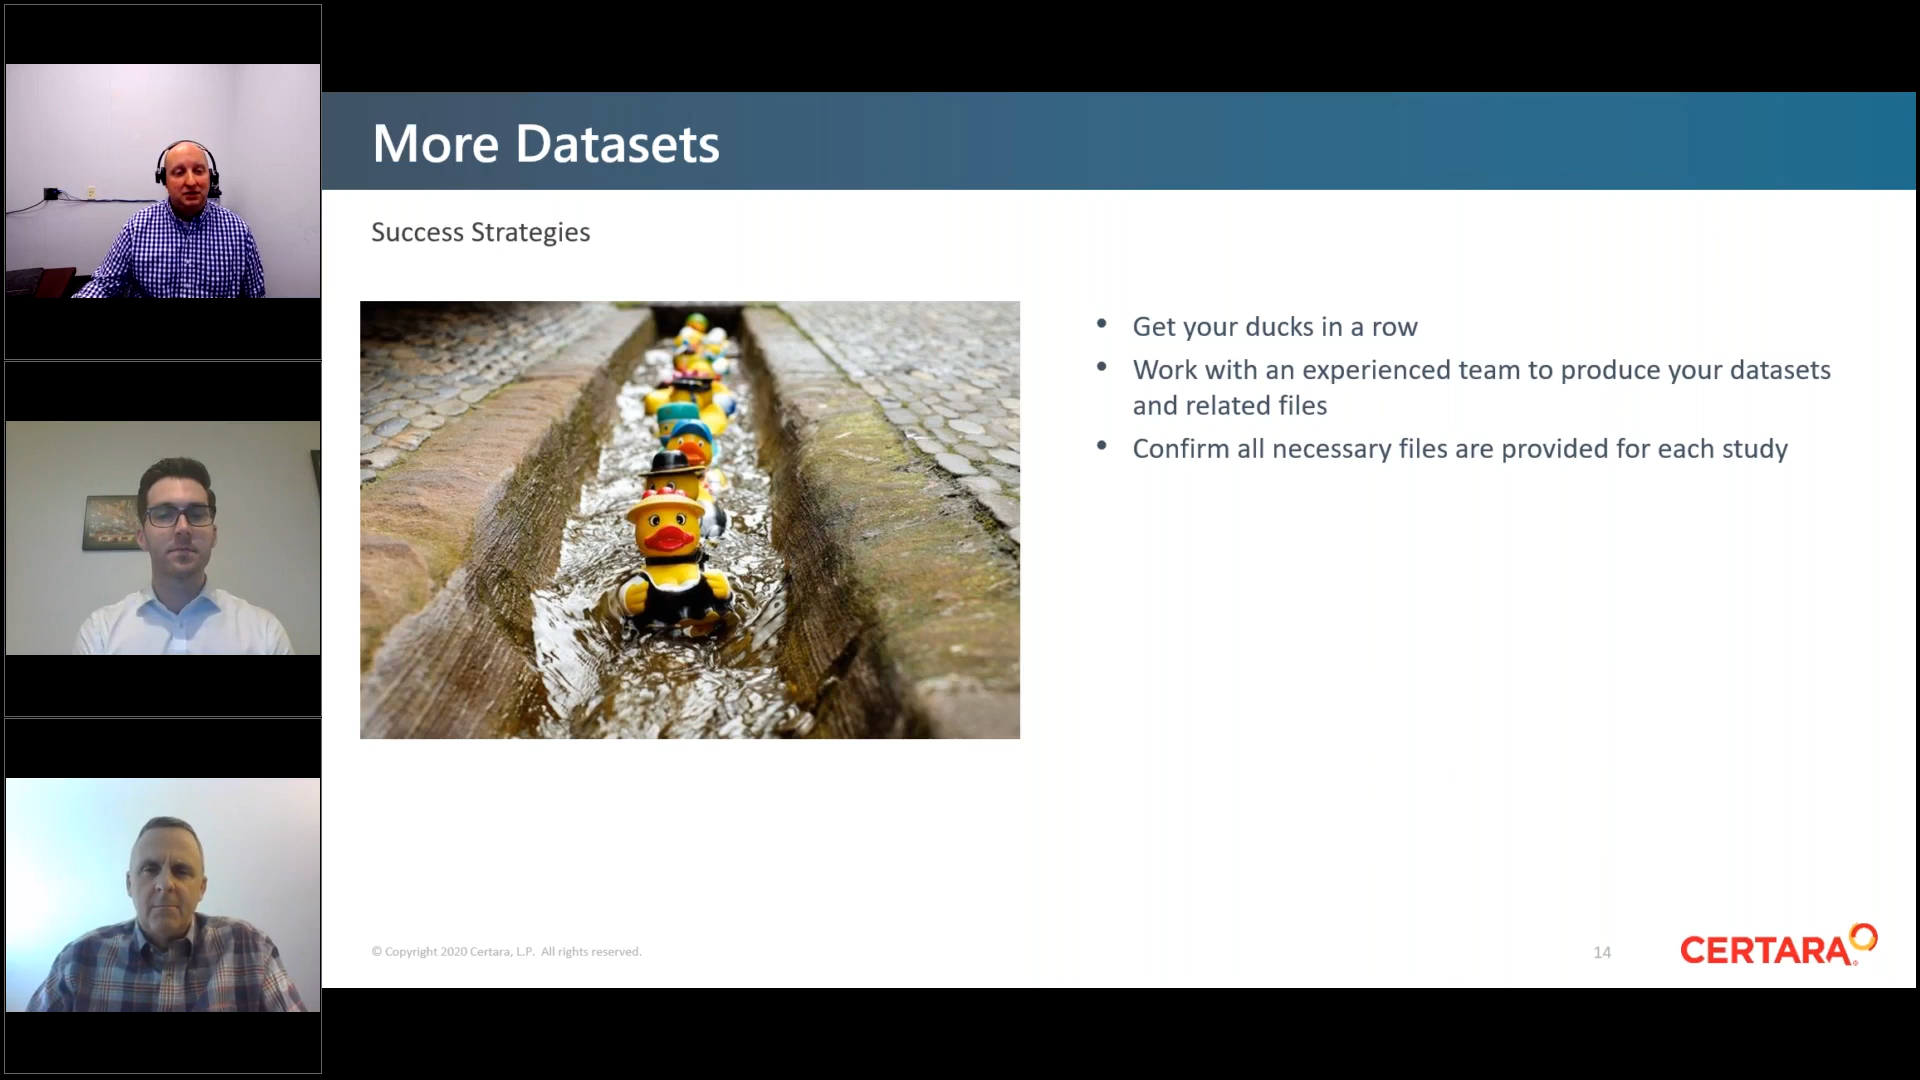 More Datasets
Success Strategies
• Get your ducks in a row
• Work with an experienced team to produce your datasets
and related files
• Confirm all necessary files are provided for each study
© Copyright 2020 Certara, L.P. All rights reserved.
14
CERTARA